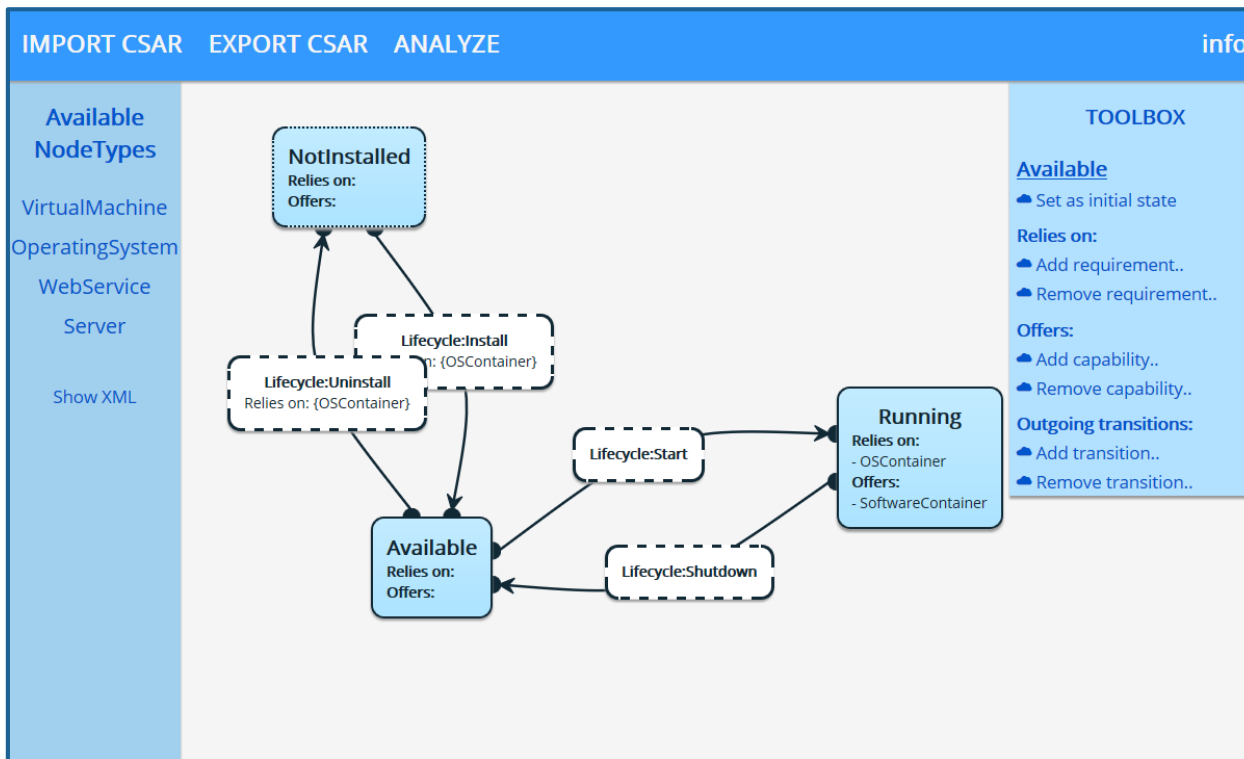 IMPORT CSAR EXPORT CSAR ANALYZE info
Available
NodeTypes
VirtualMachine
OperatingSystem
WebService
Server
Show XML
NotInstalled
Relies on:
Offers:
Lifecycle:Install
n: {OSContainer}
Lifecycle:Uninstall
Relies on: {OSContainer}
Available
Relies on:
Offers:
Lifecycle:Start
Lifecycle:Shutdown
Running
Relies on:
- OSContainer
Offers:
- SoftwareContainer
TOOLBOX
Available
Set as initial state
Relies on:
Add requirement..
Remove requirement..
Offers:
Add capability..
Remove capability..
Outgoing transitions:
Add transition..
Remove transition..